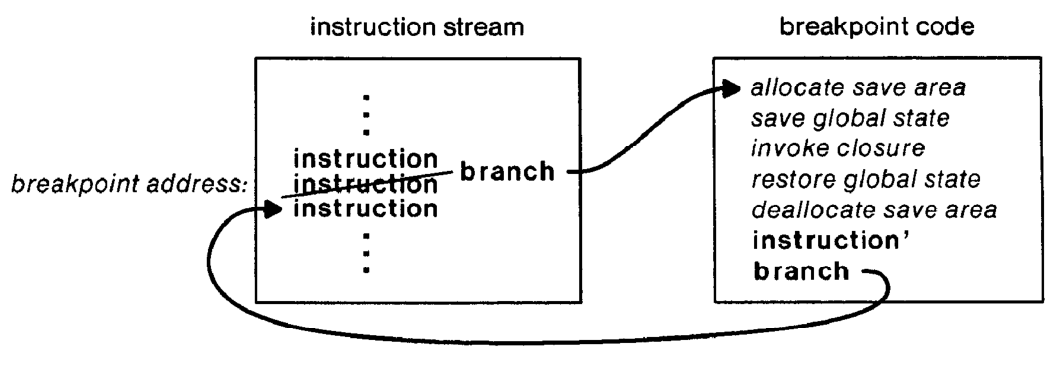 instruction stream
breakpoint code
instruction
breakpoint address: instruction branch
instruction
allocate save area
save global state
invoke closure
restore global state
deallocate save area
instruction'
branch